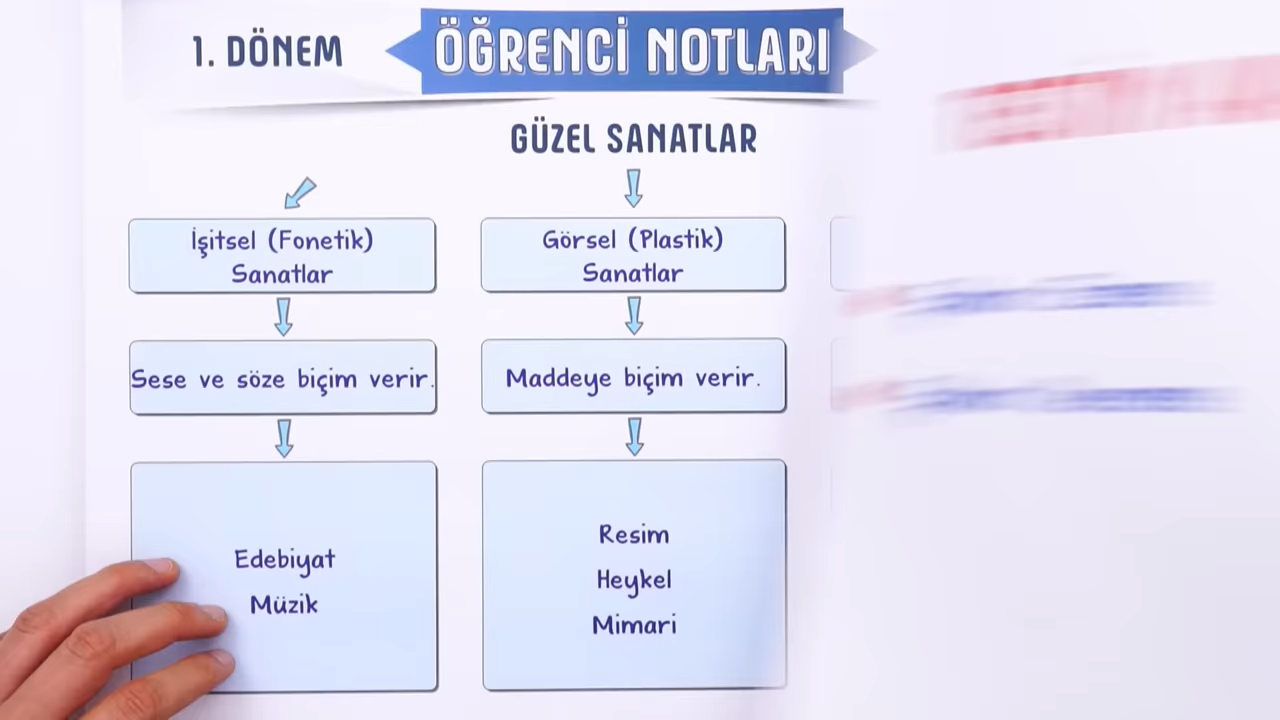 1. DÖNEM
ÖĞRENCİ NOTLARI
GÜZEL SANATLAR
İşitsel (Fonetik)
Sanatlar
Görsel (Plastik)
Sanatlar
Sese ve söze biçim verir.
Maddeye biçim verir.
Edebiyat
Müzik
Resim
Heykel
Mimari